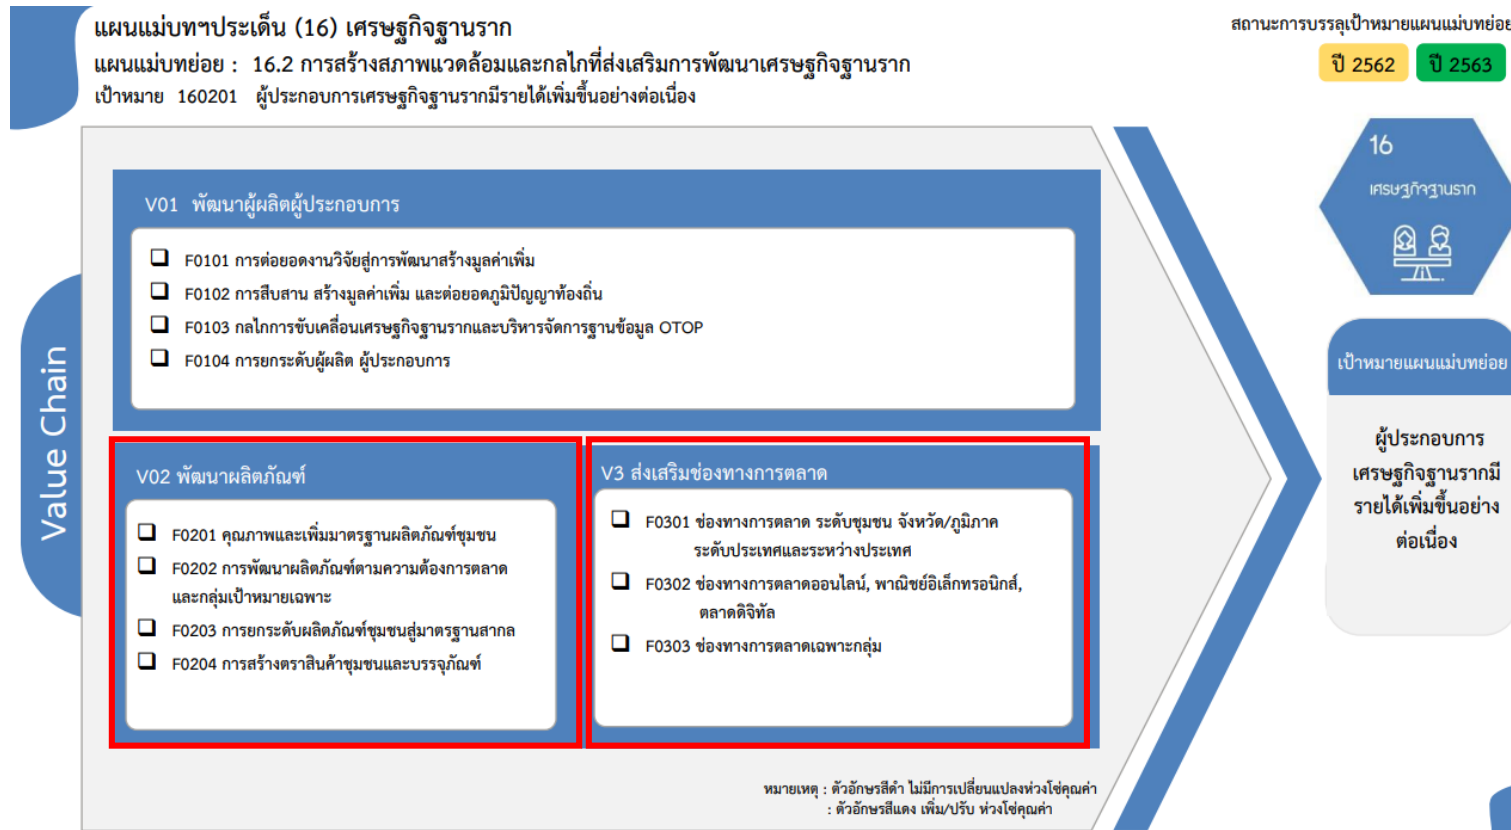 แผนแม่บทฯประเด็น (16) เศรษฐกิจฐานราก
แผนแม่บทย่อย : 16.2 การสร้างสภาพแวดล้อมและกลไกที่ส่งเสริมการพัฒนาเศรษฐกิจฐานราก
เป้าหมาย 160201 ผู้ประกอบการเศรษฐกิจฐานรากมีรายได้เพิ่มขึ้นอย่างต่อเนื่อง
สถานะการบรรลุเป้าหมายแผนแม่บทย่อย
ปี 2562
ปี 2563
Value Chain
V01 พัฒนาผู้ผลิตผู้ประกอบการ
F0101 การต่อยอดงานวิจัยสู่การพัฒนาสร้างมูลค่าเพิ่ม
F0102 การสืบสาน สร้างมูลค่าเพิ่ม และต่อยอดภูมิปัญญาท้องถิ่น
F0103 กลไกการขับเคลื่อนเศรษฐกิจฐานรากและบริหารจัดการฐานข้อมูล OTOP
F0104 การยกระดับผู้ผลิต ผู้ประกอบการ
V02 พัฒนาผลิตภัณฑ์
F0201 คุณภาพและเพิ่มมาตรฐานผลิตภัณฑ์ชุมชน
F0202 การพัฒนาผลิตภัณฑ์ตามความต้องการตลาด
และกลุ่มเป้าหมายเฉพาะ
F0203 การยกระดับผลิตภัณฑ์ชุมชนสู่มาตรฐานสากล
F0204 การสร้างตราสินค้าชุมชนและบรรจุภัณฑ์
V3 ส่งเสริมช่องทางการตลาด
F0301 ช่องทางการตลาด ระดับชุมชน จังหวัด/ภูมิภาค
ระดับประเทศและระหว่างประเทศ
F0302 ช่องทางการตลาดออนไลน์, พาณิชย์อิเล็กทรอนิกส์,
ตลาดดิจิทัล
F0303 ช่องทางการตลาดเฉพาะกลุ่ม
หมายเหตุ : ตัวอักษรสีดำ ไม่มีการเปลี่ยนแปลงห่วงโซ่คุณค่า
: ตัวอักษรสีแดง เพิ่ม/ปรับ ห่วงโซ่คุณค่า
16
เศรษฐกิจฐานราก
เป้าหมายแผนแม่บทย่อย
ผู้ประกอบการ
เศรษฐกิจฐานรากมี
รายได้เพิ่มขึ้นอย่าง
ต่อเนื่อง